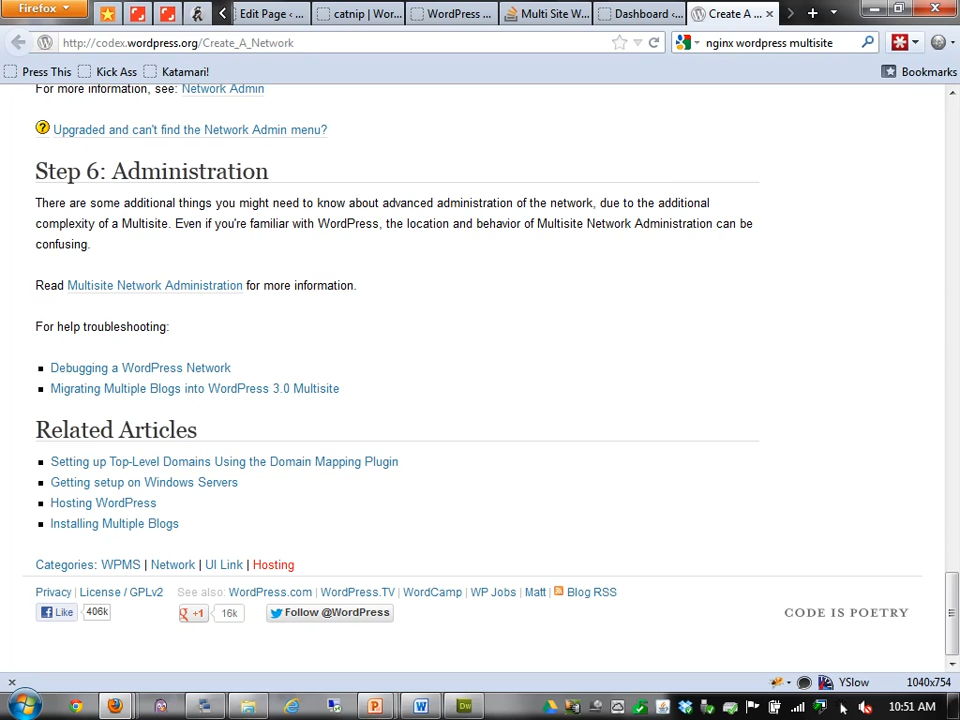 Firefox
Edit Page ‹ ...
catnip | Wor...
WordPress ...
Multi Site W...
Dashboard ‹...
Create A ...
http://codex.wordpress.org/Create_A_Network
nginx wordpress multisite
Press This
Kick Ass
Katamari!
Bookmarks
For more information, see: Network Admin
Upgraded and can't find the Network Admin menu?
Step 6: Administration
There are some additional things you might need to know about advanced administration of the network, due to the additional
complexity of a Multisite. Even if you're familiar with WordPress, the location and behavior of Multisite Network Administration can be
confusing.
Read Multisite Network Administration for more information.
For help troubleshooting:
Debugging a WordPress Network
Migrating Multiple Blogs into WordPress 3.0 Multisite
Related Articles
Setting up Top-Level Domains Using the Domain Mapping Plugin
Getting setup on Windows Servers
Hosting WordPress
Installing Multiple Blogs
Categories: WPMS | Network | UI Link | Hosting
Privacy | License / GPLv2 See also: WordPress.com | WordPress.TV | WordCamp | WP Jobs | Matt | Blog RSS
Like 406k +1 16k Follow @WordPress CODE IS POETRY
YSlow 1040x754
10:51 AM